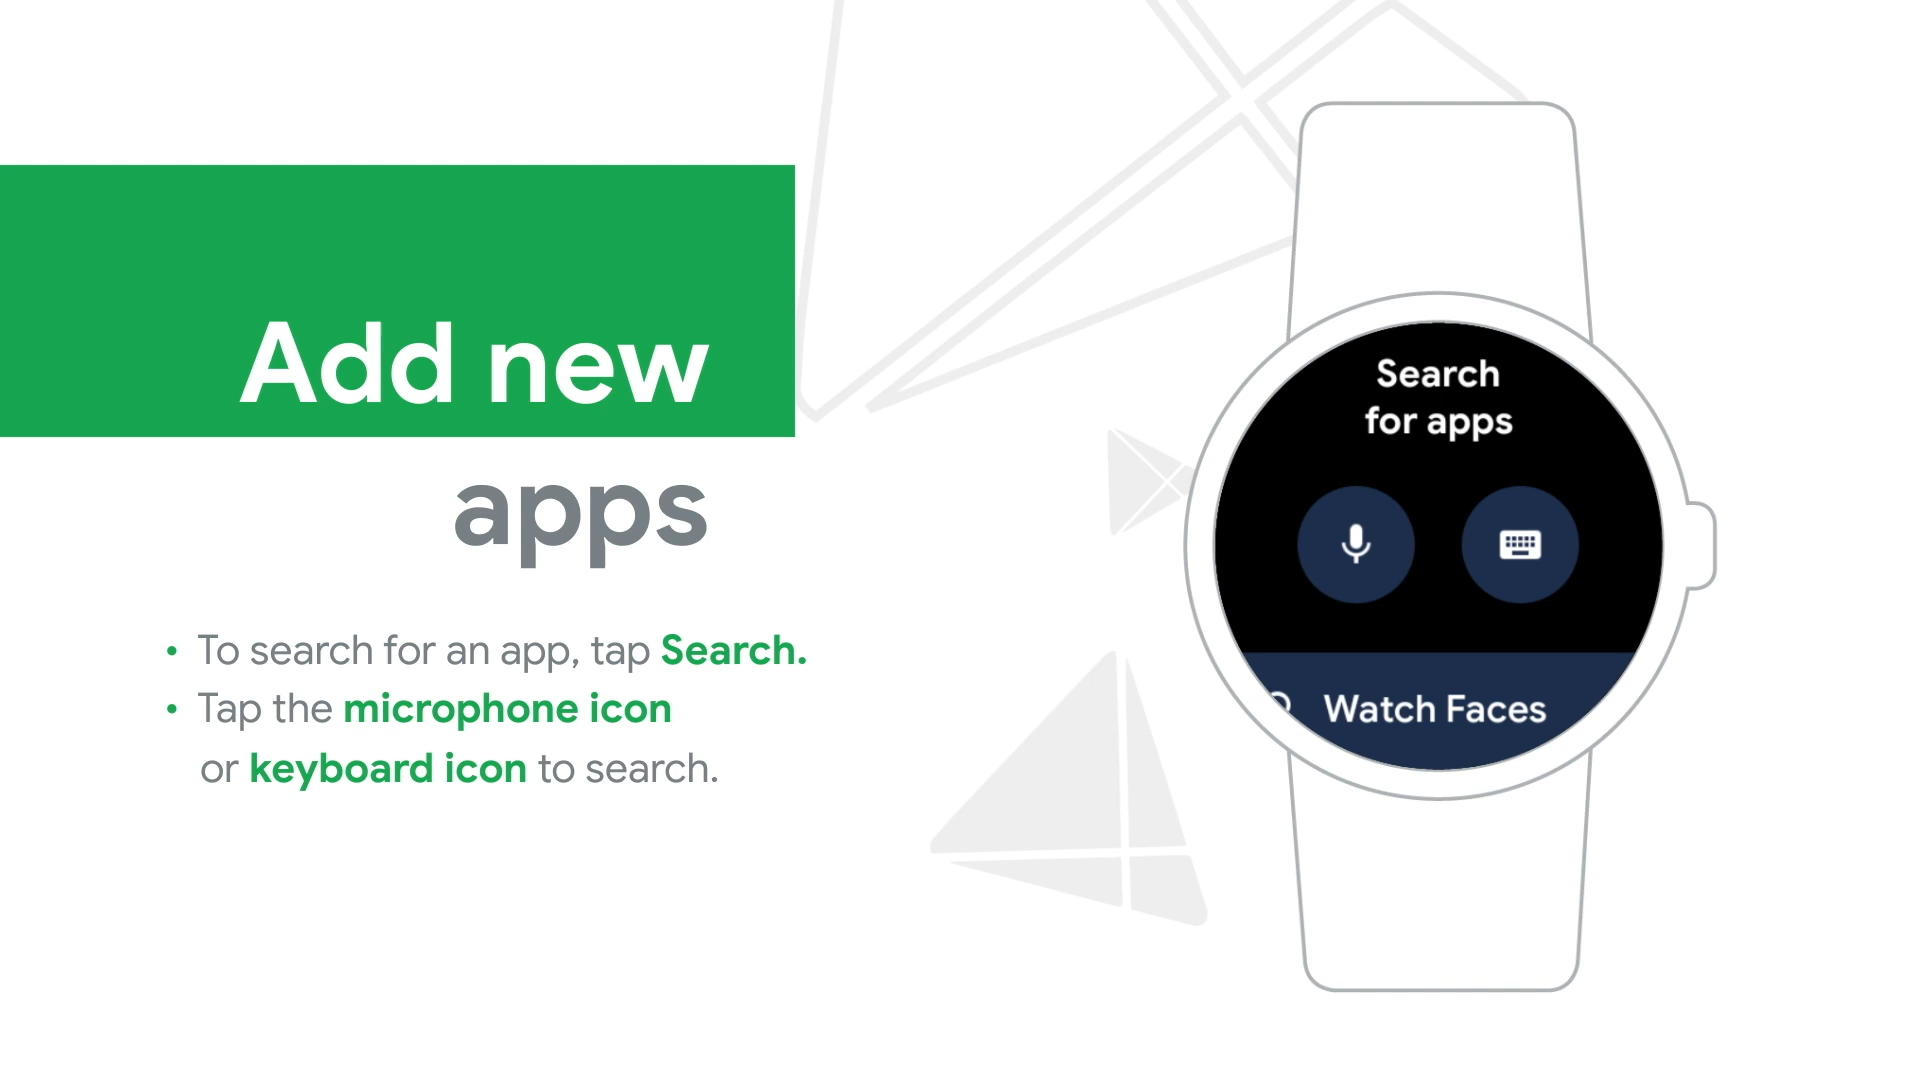 Add new
apps
• To search for an app, tap Search.
• Tap the microphone icon
or keyboard icon to search.
Search
for apps
Watch Faces